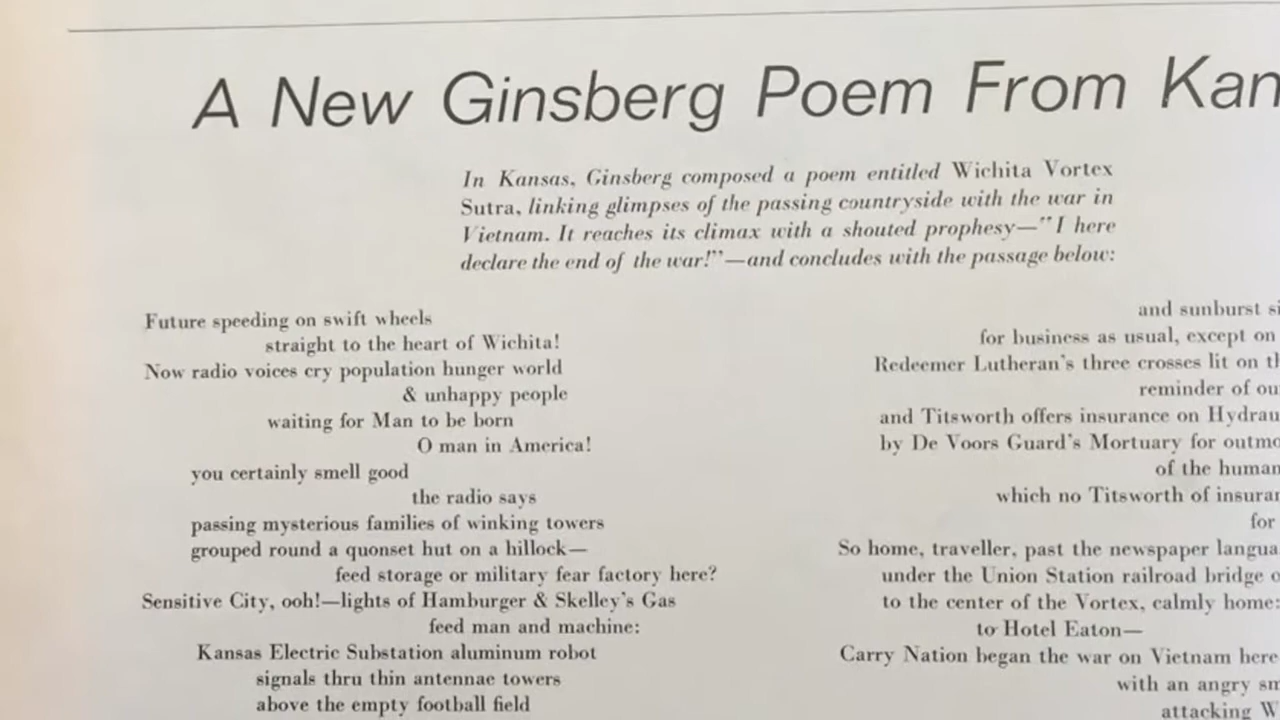 A New Ginsberg Poem From Kan
In Kansas, Ginsberg composed a poem entitled Wichita Vortex
Sutra, linking glimpses of the passing countryside with the war in
Vietnam. It reaches its climax with a shouted prophesy—"I here
declare the end of the war!"—and concludes with the passage below:
Future speeding on swift wheels
straight to the heart of Wichita!
Now radio voices cry population hunger world
& unhappy people
waiting for Man to be born
O man in America!
you certainly smell good
the radio says
passing mysterious families of winking towers
grouped round a quonset hut on a hillock—
feed storage or military fear factory here?
Sensitive City, ooh!—lights of Hamburger & Skelley's Gas
feed man and machine:
Kansas Electric Substation aluminum robot
signals thru thin antennae towers
above the empty football field
and sunburst si
for business as usual, except on
Redeemer Lutheran's three crosses lit on th
reminder of ou
and Titsworth offers insurance on Hydrau
by De Voors Guard's Mortuary for outmo
of the human
which no Titsworth of insuran
for
So home, traveller, past the newspaper langua
under the Union Station railroad bridge o
to the center of the Vortex, calmly home:
to Hotel Eaton—
Carry Nation began the war on Vietnam here
with an angry sm
attacking W